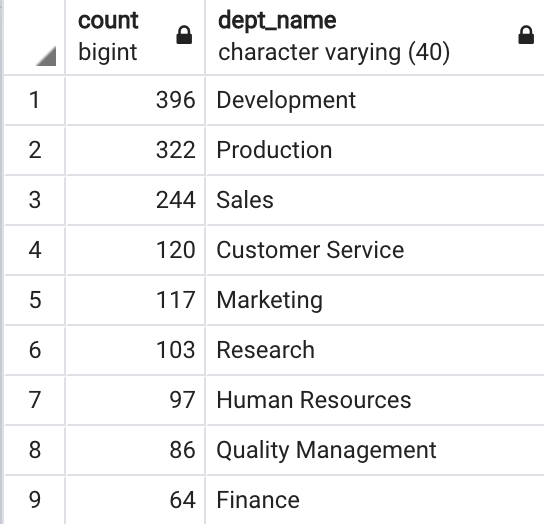 count dept_name
bigint character varying (40)
1 396 Development
2 322 Production
3 244 Sales
4 120 Customer Service
5 117 Marketing
6 103 Research
7 97 Human Resources
8 86 Quality Management
9 64 Finance